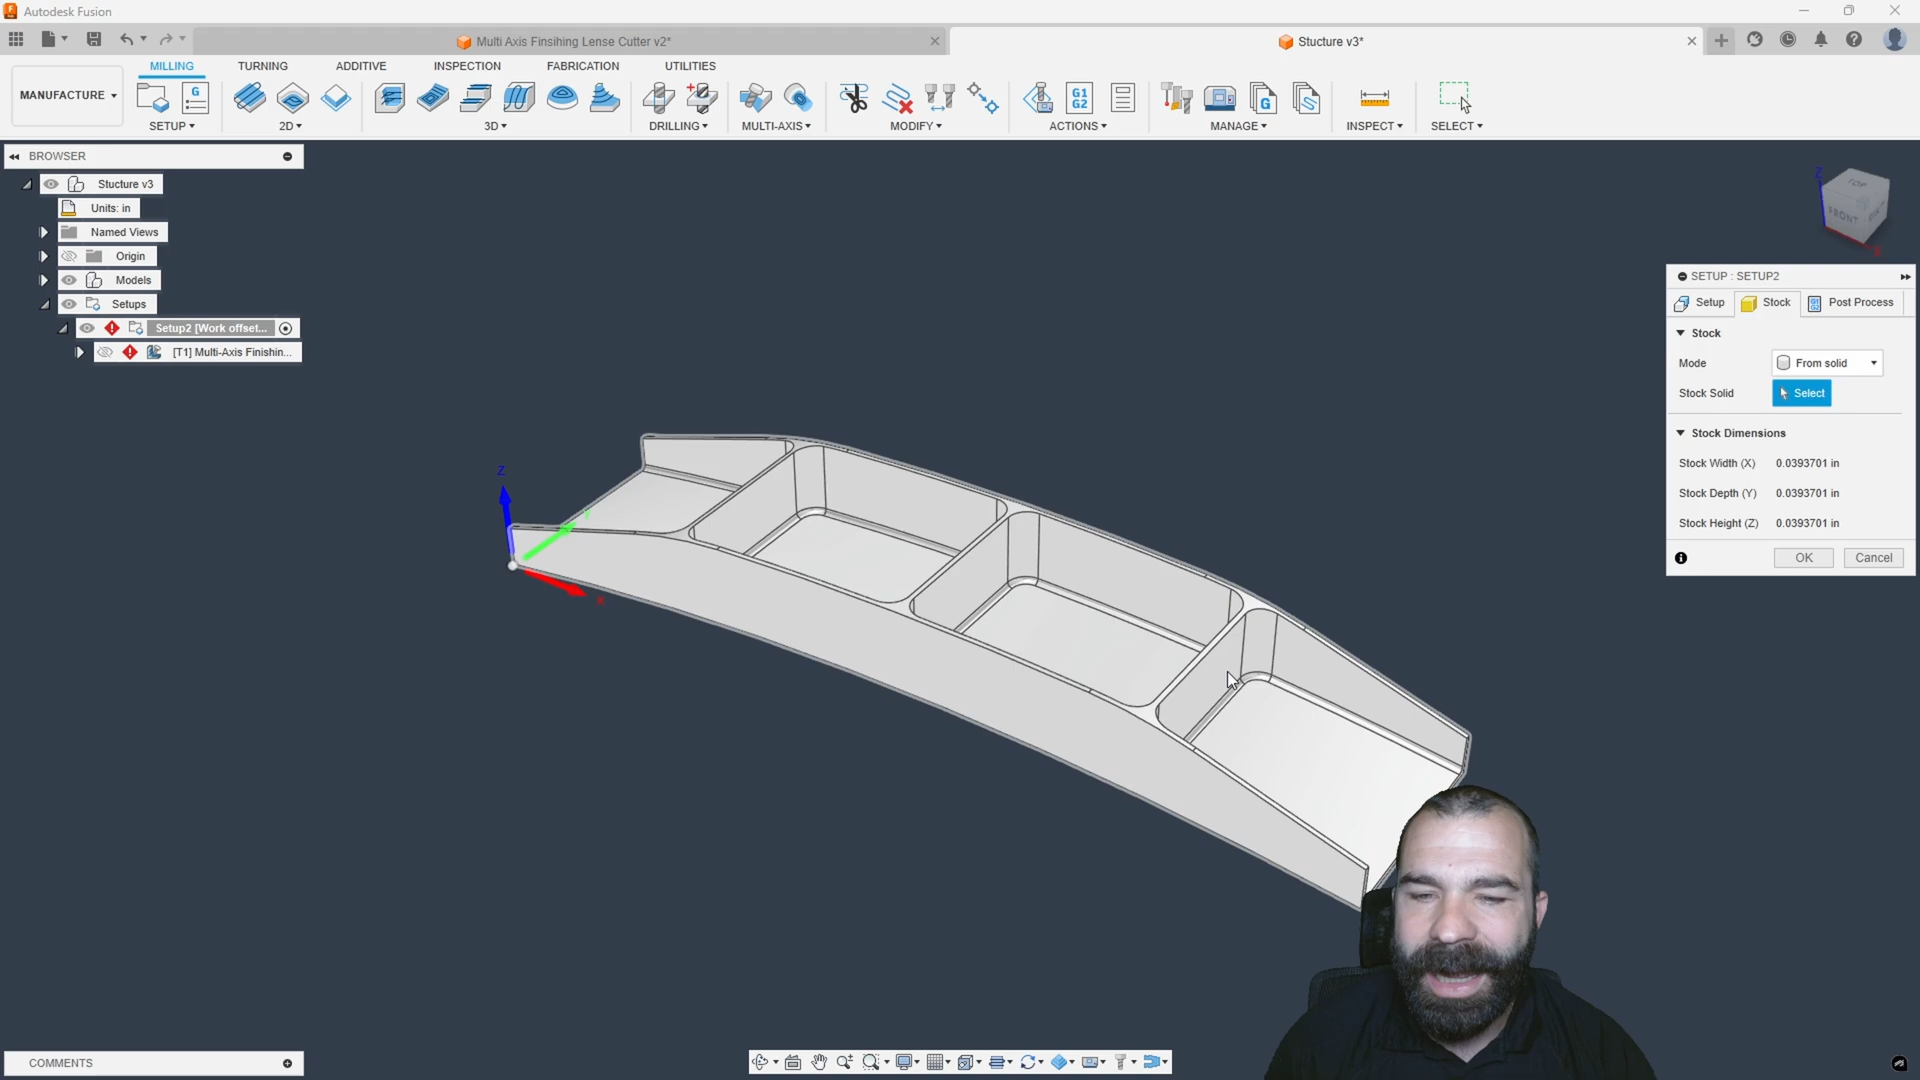 Autodesk Fusion
Multi Axis Finsihing Lense Cutter v2*
Stucture v3*
MANUFACTURE
MILLING
TURNING
ADDITIVE
INSPECTION
FABRICATION
UTILITIES
SETUP
2D
3D
DRILLING
MULTI-AXIS
MODIFY
ACTIONS
MANAGE
INSPECT
SELECT
G
G1
G2
G
BROWSER
Stucture v3
Units: in
Named Views
Origin
Models
Setups
Setup2 [Work offset...
[T1] Multi-Axis Finishin...
Z
X
Z
TOP
FRONT
SETUP : SETUP2
Setup
Stock
Post Process
Stock
Mode
From solid
Stock Solid
Select
Stock Dimensions
Stock Width (X)
0.0393701 in
Stock Depth (Y)
0.0393701 in
Stock Height (Z)
0.0393701 in
OK
Cancel
COMMENTS